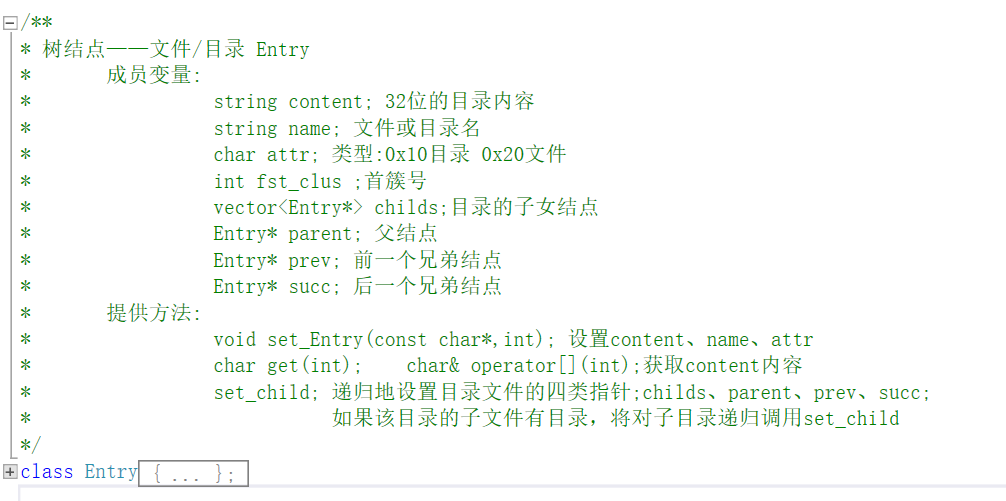 /**
* 树结点——文件/目录 Entry
* 成员变量:
* string content; 32位的目录内容
* string name; 文件或目录名
* char attr; 类型:0x10目录 0x20文件
* int fst_clus ;首簇号
* vector<Entry*> childs;目录的子女结点
* Entry* parent; 父结点
* Entry* prev; 前一个兄弟结点
* Entry* succ; 后一个兄弟结点
* 提供方法:
* void set_Entry(const char*,int); 设置content、name、attr
* char get(int); char& operator[](int);获取content内容
* set_child; 递归地设置目录文件的四类指针;childs、parent、prev、succ;
* 如果该目录的子文件有目录，将对子目录递归调用set_child
*/
class Entry { ... };